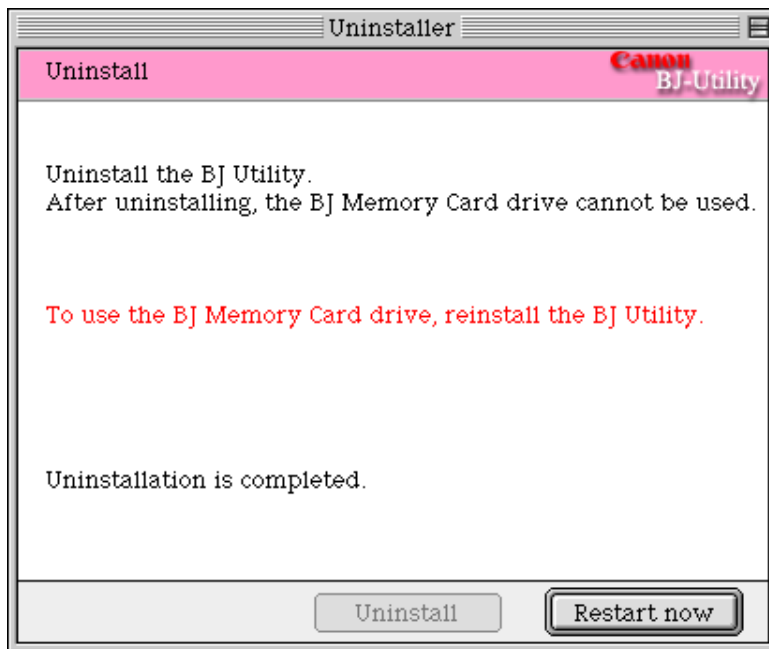 Uninstaller
Uninstall
Canon
BJ-Utility
Uninstall the BJ Utility.
After uninstalling, the BJ Memory Card drive cannot be used.
To use the BJ Memory Card drive, reinstall the BJ Utility.
Uninstallation is completed.
Uninstall
Restart now